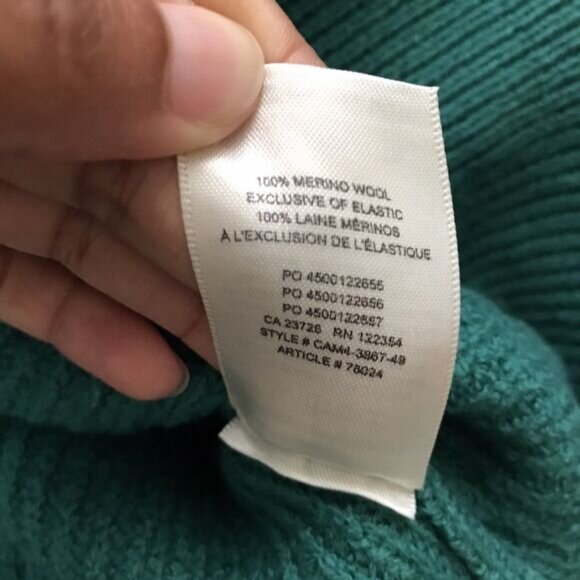 100% MERINO WOOL
EXCLUSIVE OF ELASTIC
100% LAINE MÉRINOS
À L'EXCLUSION DE L'ÉLASTIQUE
PO 4500122655
PO 4500122656
PO 4500122657
CA 23726 RN 122354
STYLE # CAM4-3967-49
ARTICLE # 78024